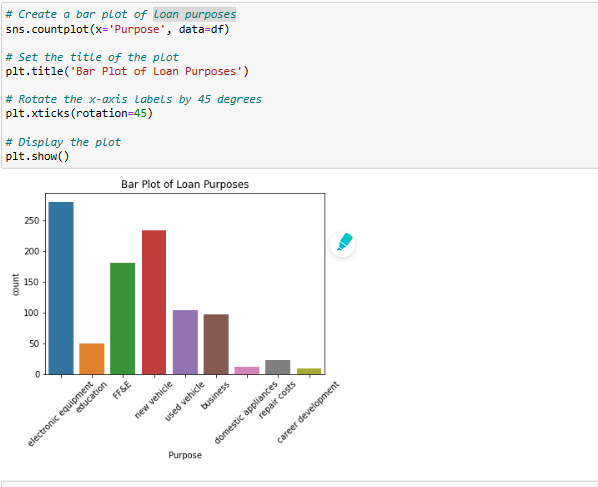 # Create a bar plot of loan purposes
sns.countplot(x='Purpose', data=df)
# Set the title of the plot
plt.title('Bar Plot of Loan Purposes')
# Rotate the x-axis labels by 45 degrees
plt.xticks(rotation=45)
# Display the plot
plt.show()
Bar Plot of Loan Purposes
250
200
150
100
50
0
count
electronic equipment
education
FF&E
new vehicle
used vehicle
business
domestic appliances
repair costs
career development
Purpose